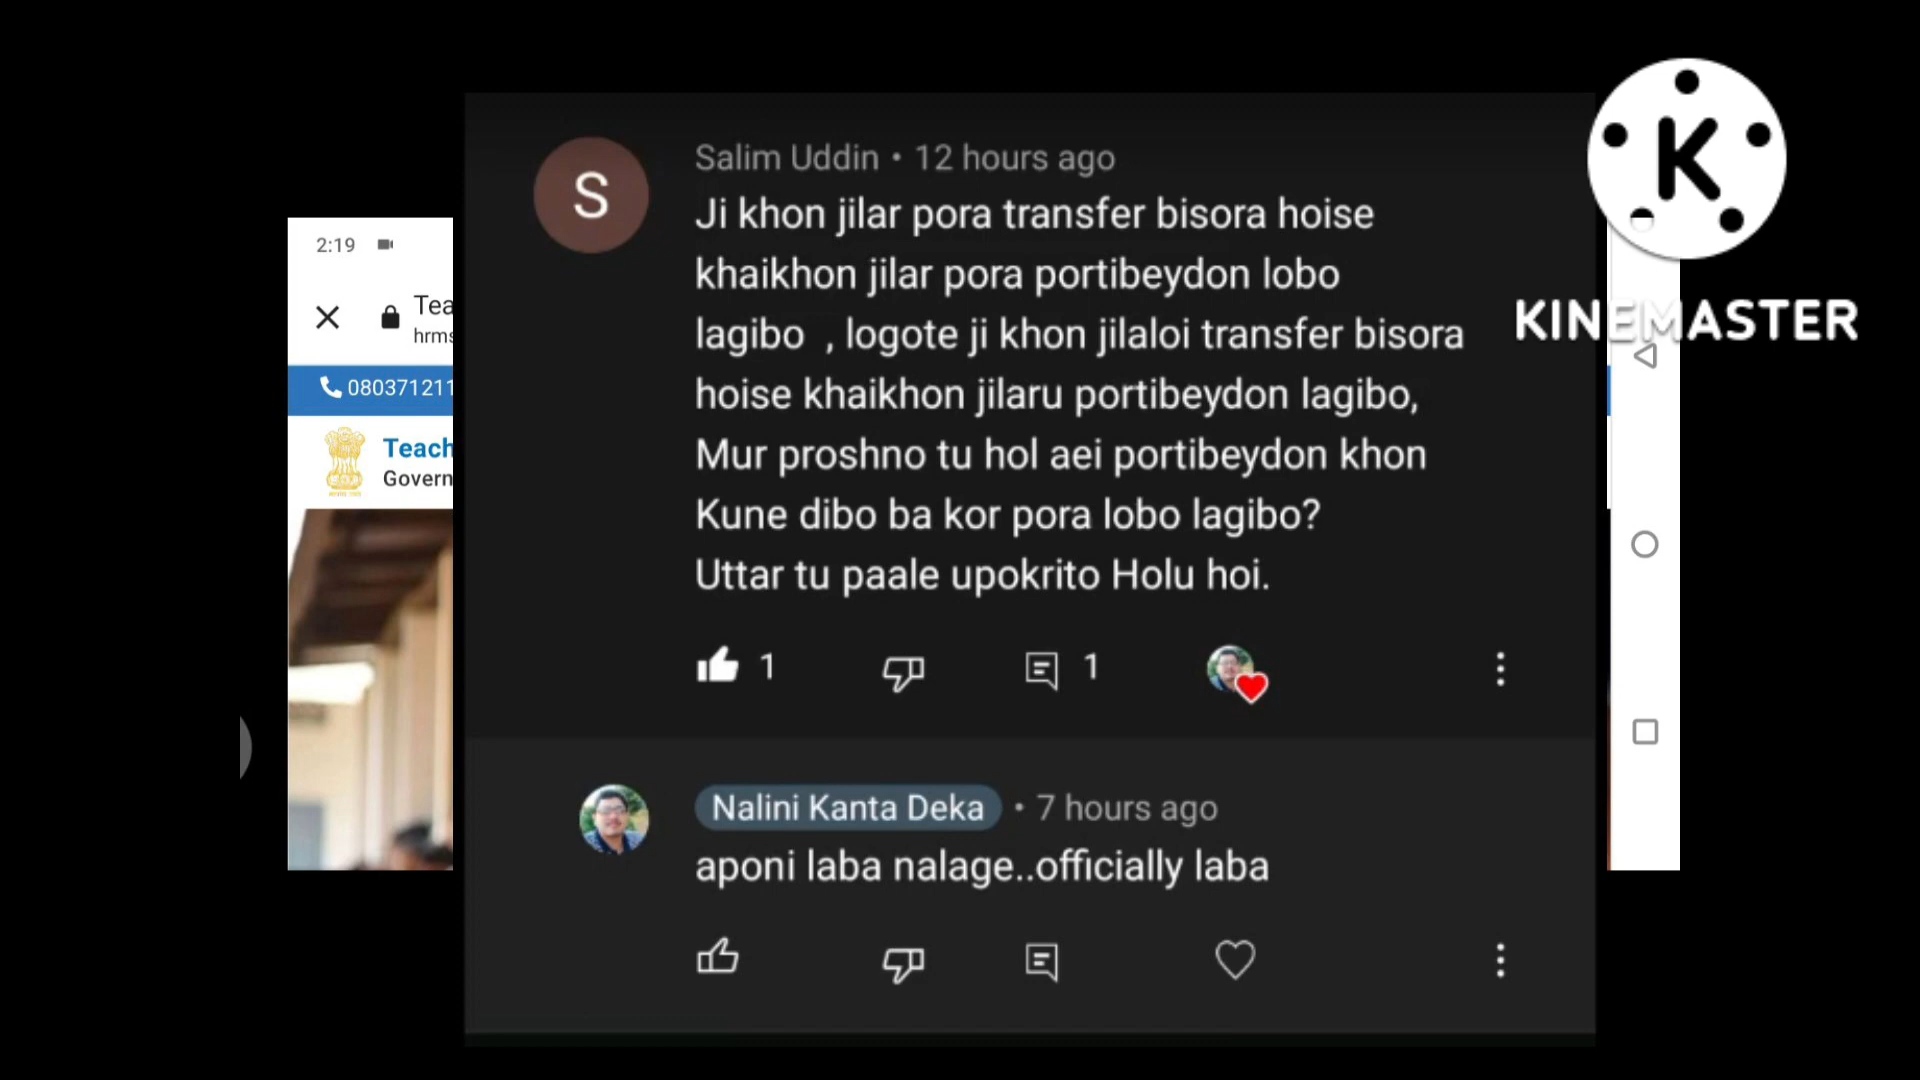 2:19
Tea
hrms
080371211
Teach
Govern
Salim Uddin • 12 hours ago
Ji khon jilar pora transfer bisora hoise
khaikhon jilar pora portibeydon lobo
lagibo , logote ji khon jilaloi transfer bisora
hoise khaikhon jilaru portibeydon lagibo,
Mur proshno tu hol aei portibeydon khon
Kune dibo ba kor pora lobo lagibo?
Uttar tu paale upokrito Holu hoi.
1
1
Nalini Kanta Deka • 7 hours ago
aponi laba nalage..officially laba
S
K
KINEMASTER